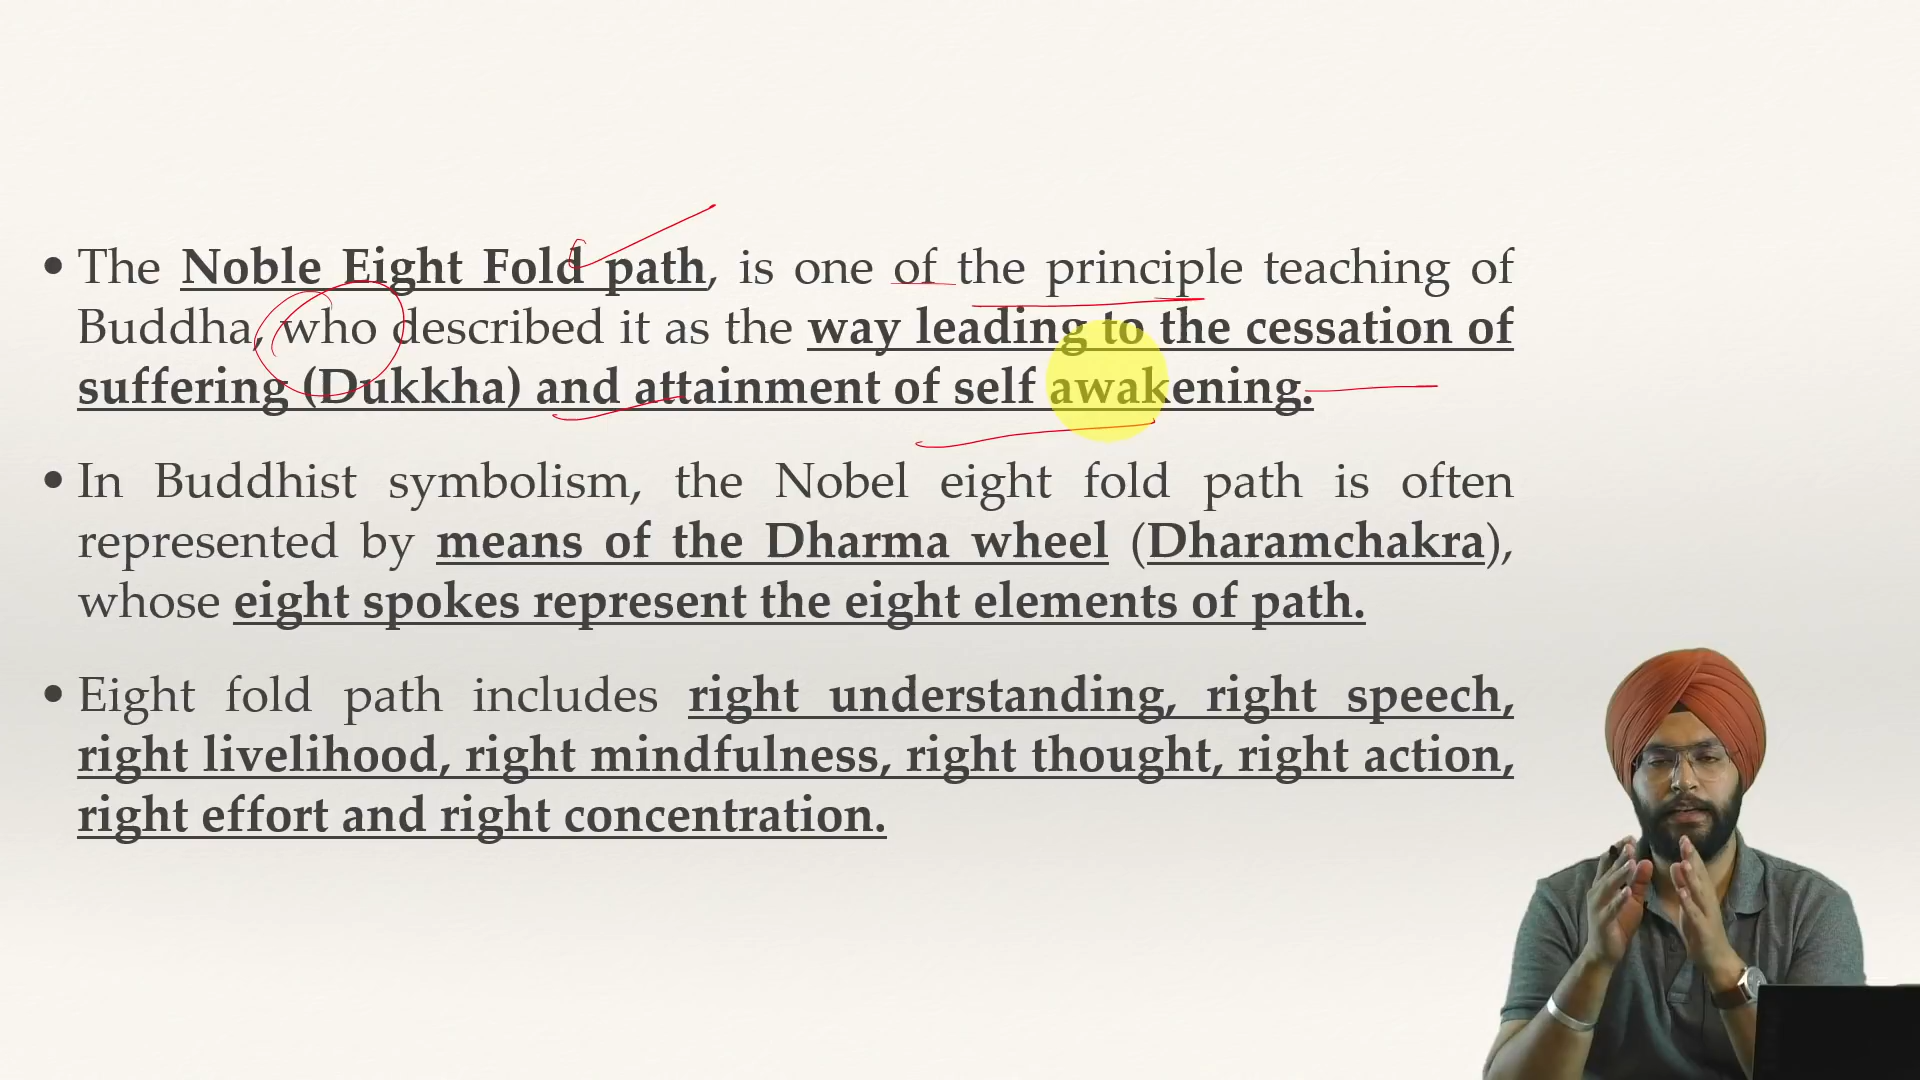 • The Noble Eight Fold path, is one of the principle teaching of
Buddha, who described it as the way leading to the cessation of
suffering (Dukkha) and attainment of self awakening.
• In Buddhist symbolism, the Nobel eight fold path is often
represented by means of the Dharma wheel (Dharamchakra),
whose eight spokes represent the eight elements of path.
• Eight fold path includes right understanding, right speech,
right livelihood, right mindfulness, right thought, right action,
right effort and right concentration.